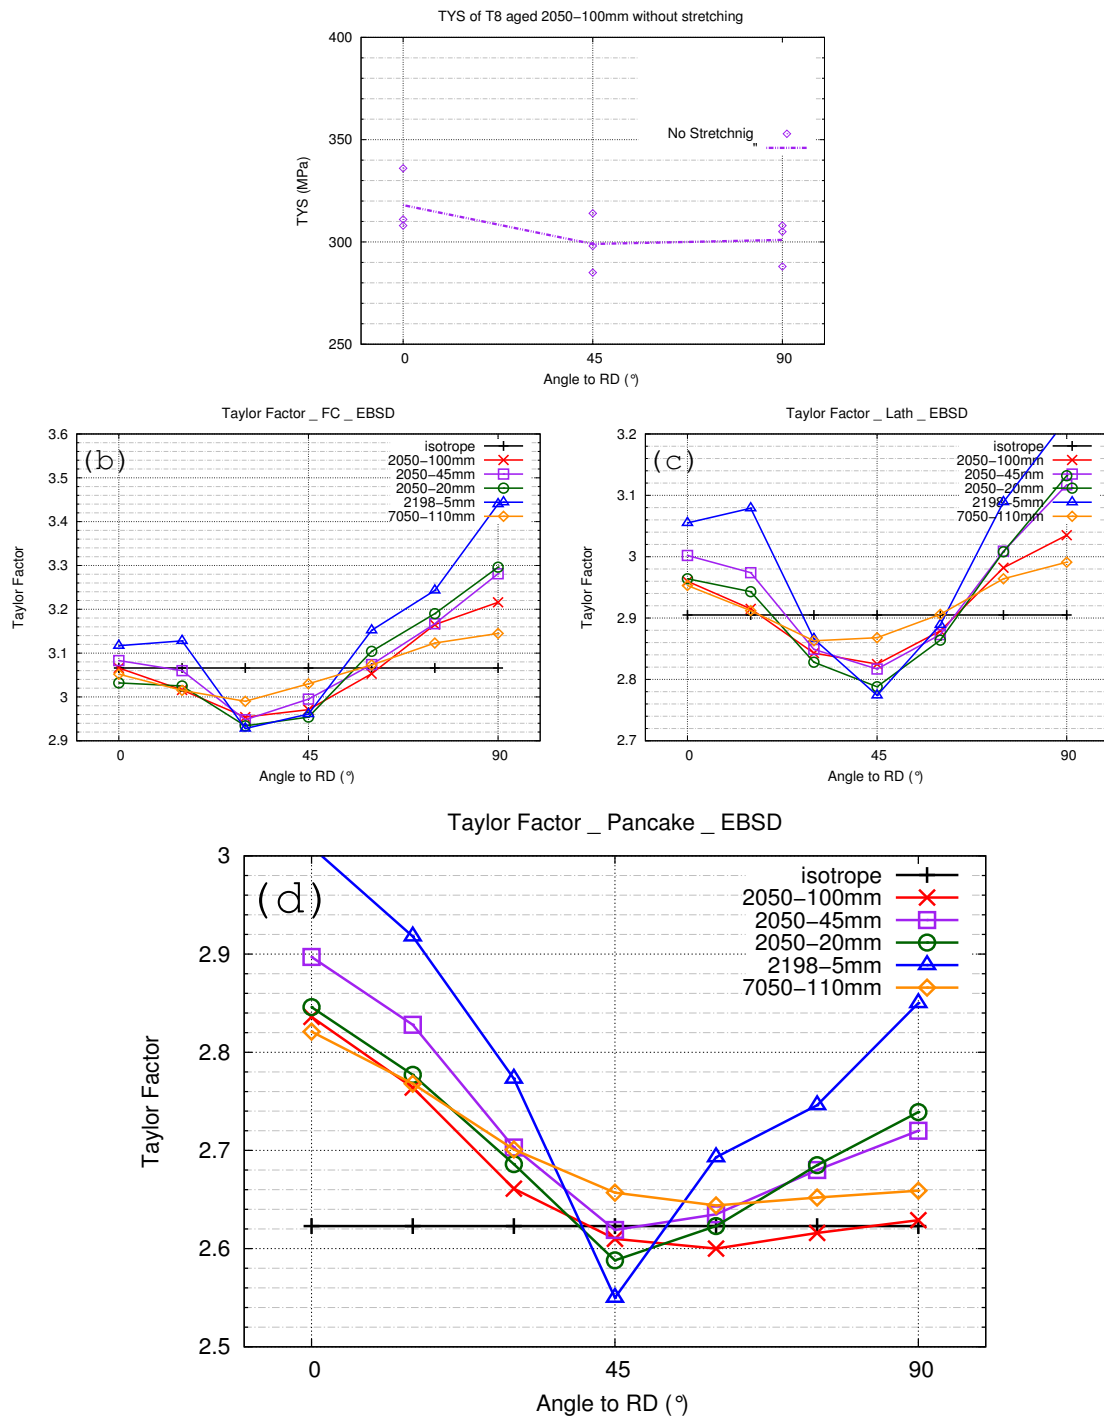 TYS of T8 aged 2050-100mm without stretching
400
350
300
250
TYS (MPa)
No Stretchnig
"
0 45 90
Angle to RD (°)
Taylor Factor _ FC _ EBSD
(b)
3.6
3.5
3.4
3.3
3.2
3.1
3
2.9
Taylor Factor
isotrope
2050-100mm
2050-45mm
2050-20mm
2198-5mm
7050-110mm
0 45 90
Angle to RD (°)
Taylor Factor _ Lath _ EBSD
(c)
3.2
3.1
3
2.9
2.8
2.7
Taylor Factor
isotrope
2050-100mm
2050-45mm
2050-20mm
2198-5mm
7050-110mm
0 45 90
Angle to RD (°)
Taylor Factor _ Pancake _ EBSD
(d)
3
2.9
2.8
2.7
2.6
2.5
Taylor Factor
isotrope
2050-100mm
2050-45mm
2050-20mm
2198-5mm
7050-110mm
0 45 90
Angle to RD (°)